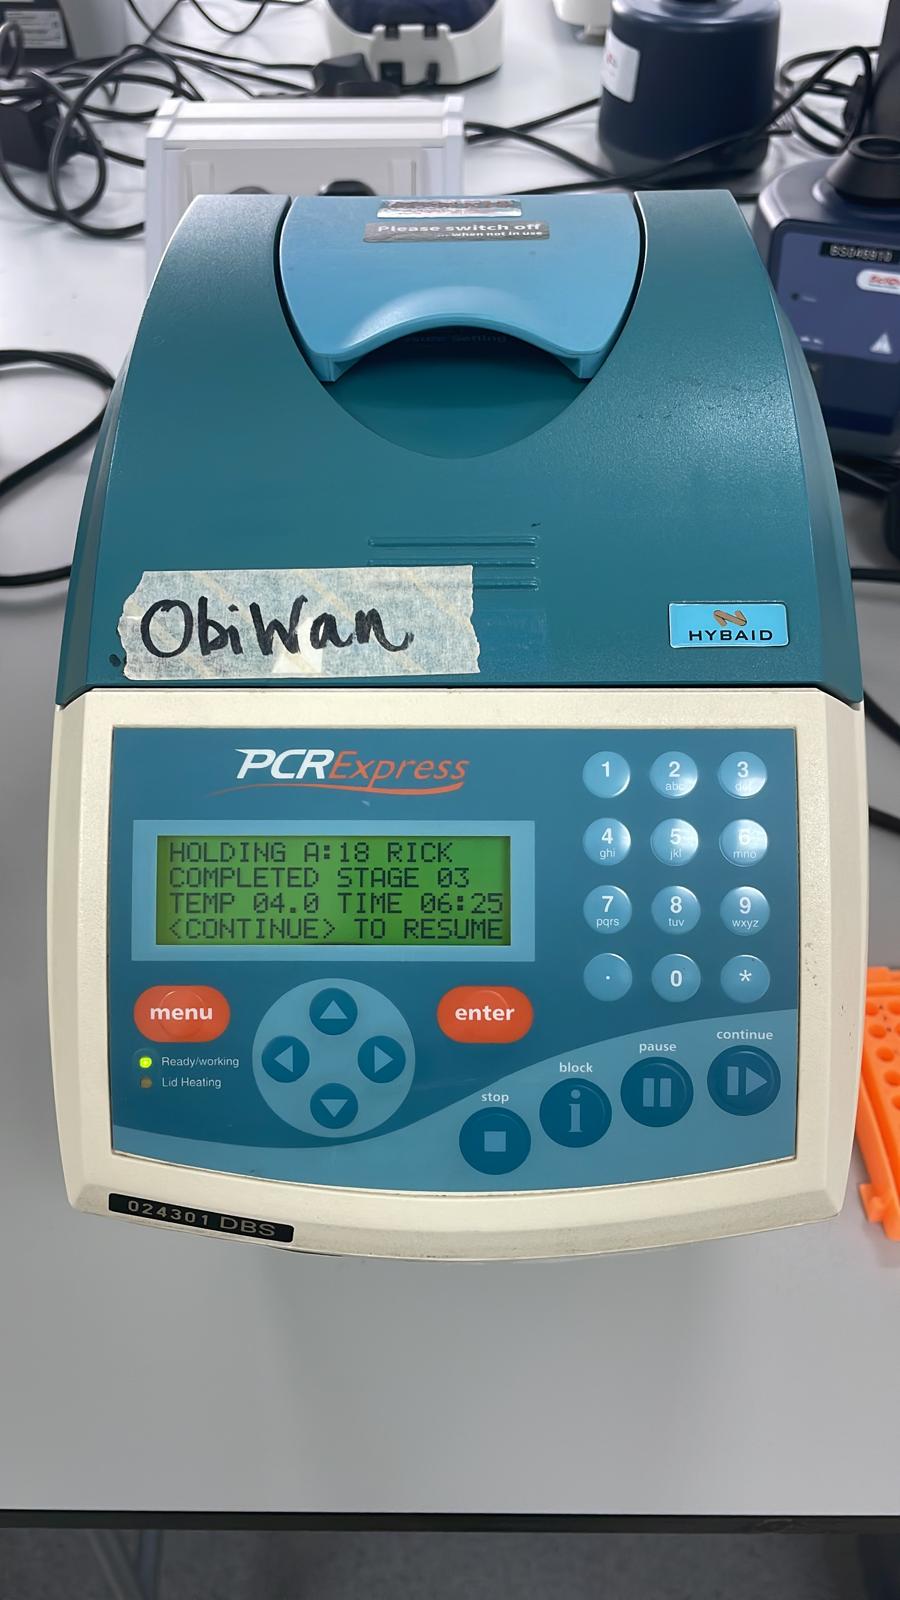 Please switch off
... when not in use
BS045910
ObiWan
HYBAID
PCRExpress
HOLDING A:18 RICK
COMPLETED STAGE 03
TEMP 04.0 TIME 06:25
<CONTINUE> TO RESUME
1
2 abc
3 def
4 ghi
5 jkl
6 mno
7 pqrs
8 tuv
9 wxyz
.
0
*
menu
enter
Ready/working
Lid Heating
stop
block
i
pause
continue
024301 DBS